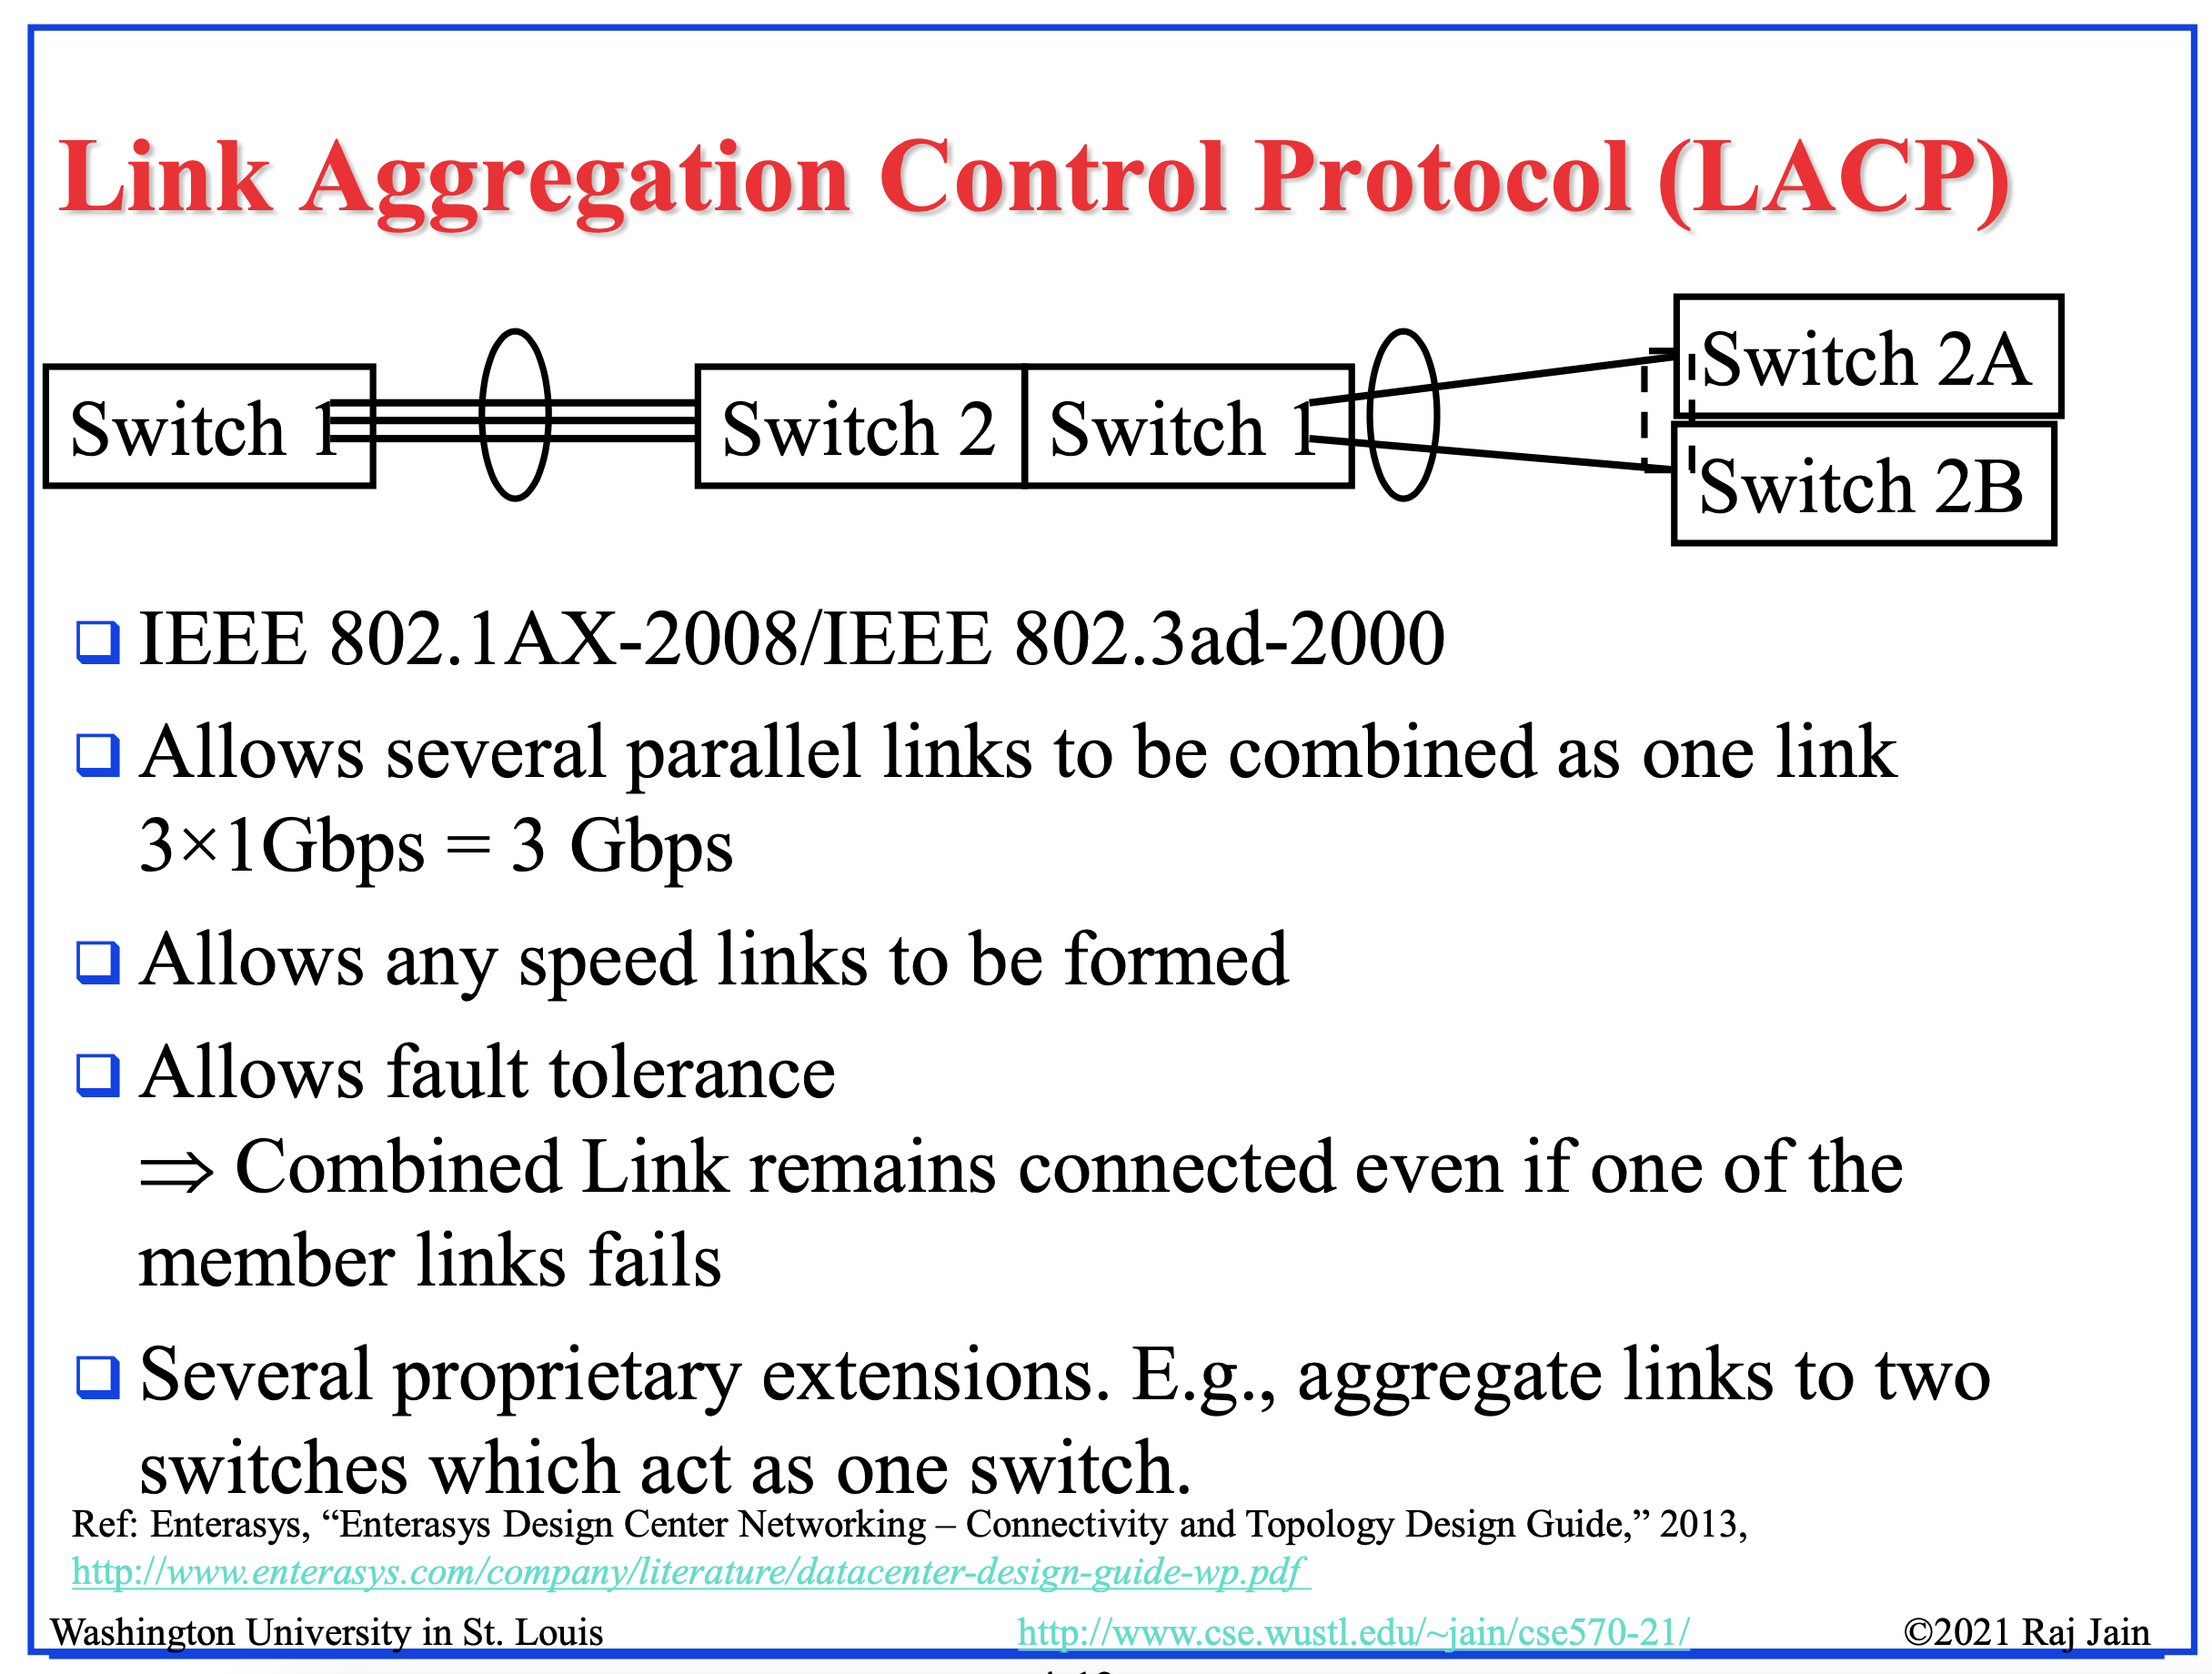 Link Aggregation Control Protocol (LACP)
Switch 1
Switch 2
Switch 1
Switch 2A
Switch 2B
IEEE 802.1AX-2008/IEEE 802.3ad-2000
Allows several parallel links to be combined as one link
3×1Gbps = 3 Gbps
Allows any speed links to be formed
Allows fault tolerance
⇒ Combined Link remains connected even if one of the
member links fails
Several proprietary extensions. E.g., aggregate links to two
switches which act as one switch.
Ref: Enterasys, “Enterasys Design Center Networking – Connectivity and Topology Design Guide,” 2013,
http://www.enterasys.com/company/literature/datacenter-design-guide-wp.pdf
Washington University in St. Louis
http://www.cse.wustl.edu/~jain/cse570-21/
©2021 Raj Jain